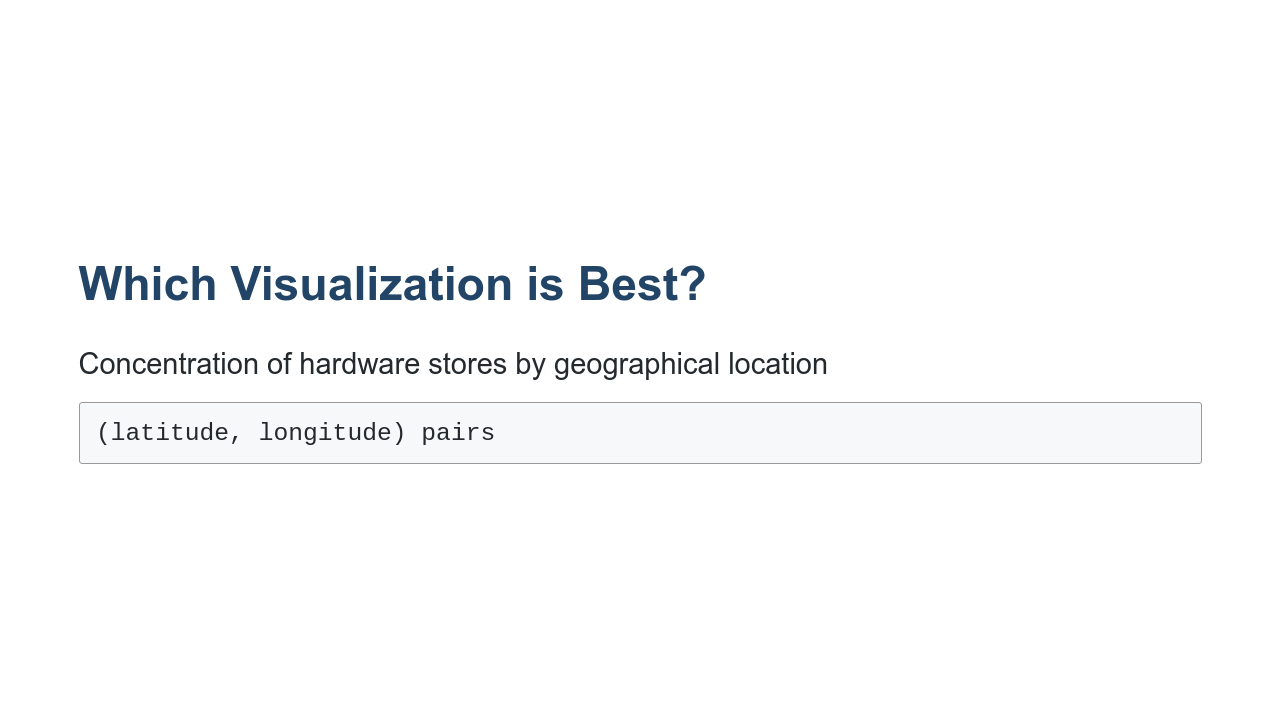 Which Visualization is Best?
Concentration of hardware stores by geographical location
(latitude, longitude) pairs